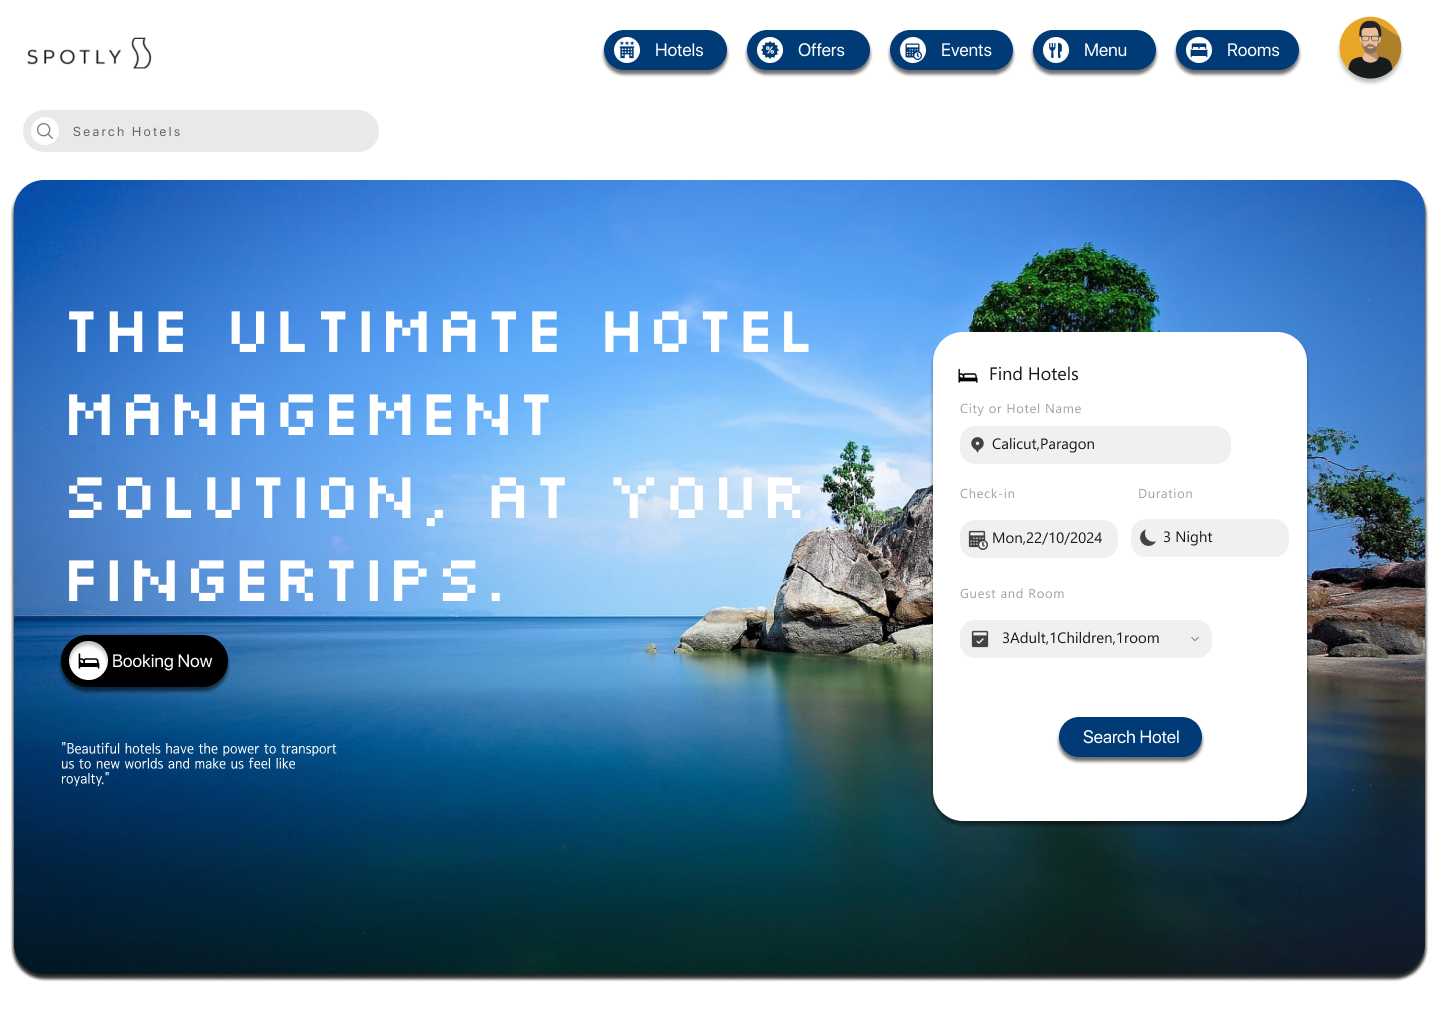 SPOTLY
Hotels
Offers
Events
Menu
Rooms
Search Hotels
THE ULTIMATE HOTEL
MANAGEMENT
SOLUTION, AT YOUR
FINGERTIPS.
Booking Now
"Beautiful hotels have the power to transport
us to new worlds and make us feel like
royalty."
Find Hotels
City or Hotel Name
Calicut,Paragon
Check-in
Duration
Mon,22/10/2024
3 Night
Guest and Room
3Adult,1Children,1room
Search Hotel